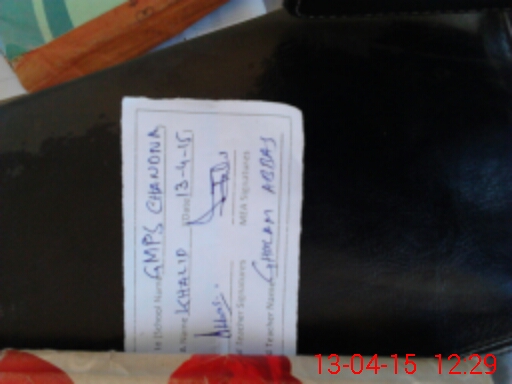 School Name GMPS CHANDNA
A Name KHALID Date 13-4-15
Teacher Signatures MEA Signatures
Teacher Name GHULAM ABBAS
13-04-15 12:29